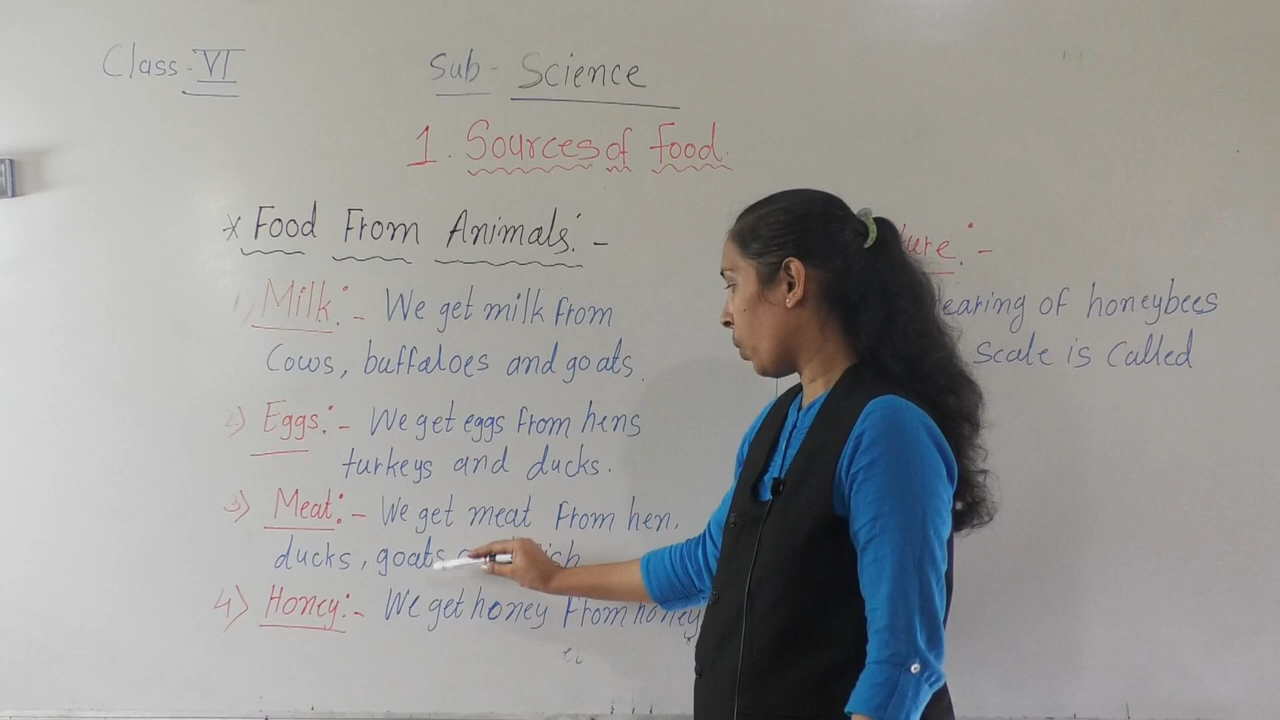 Class - VI
Sub - Science
1. Sources of food.
* Food From Animals: -
1) Milk: - We get milk from
Cows, buffaloes and goats.
2) Eggs: - We get eggs from hens
turkeys and ducks.
3) Meat: - We get meat from hen,
ducks, goats
4) Honey: - We get honey from honey
ture: -
earing of honeybees
scale is called